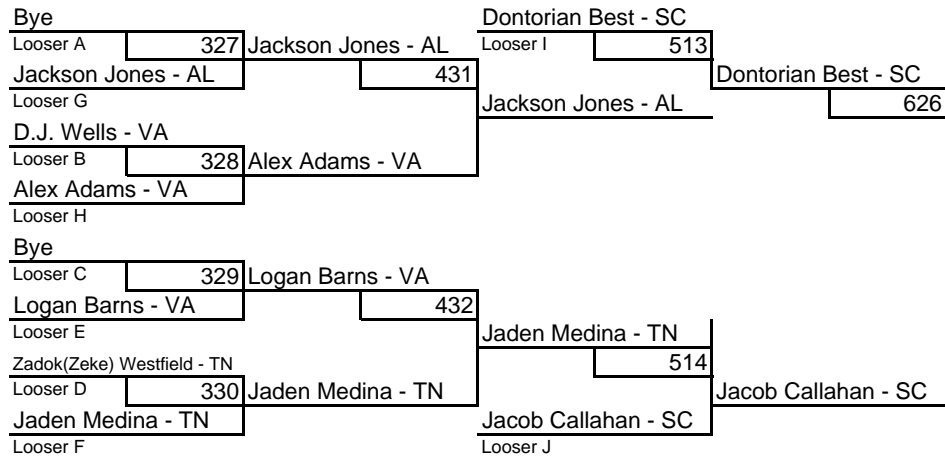 Bye Dontorian Best - SC
Looser A 327 Jackson Jones - AL Looser I 513
Jackson Jones - AL 431 Dontorian Best - SC
Looser G Jackson Jones - AL 626
D.J. Wells - VA
Looser B 328 Alex Adams - VA
Alex Adams - VA
Looser H
Bye
Looser C 329 Logan Barns - VA
Logan Barns - VA 432
Looser E Jaden Medina - TN
Zadok(Zeke) Westfield - TN 514
Looser D 330 Jaden Medina - TN Jacob Callahan - SC
Jaden Medina - TN Jacob Callahan - SC
Looser F Looser J